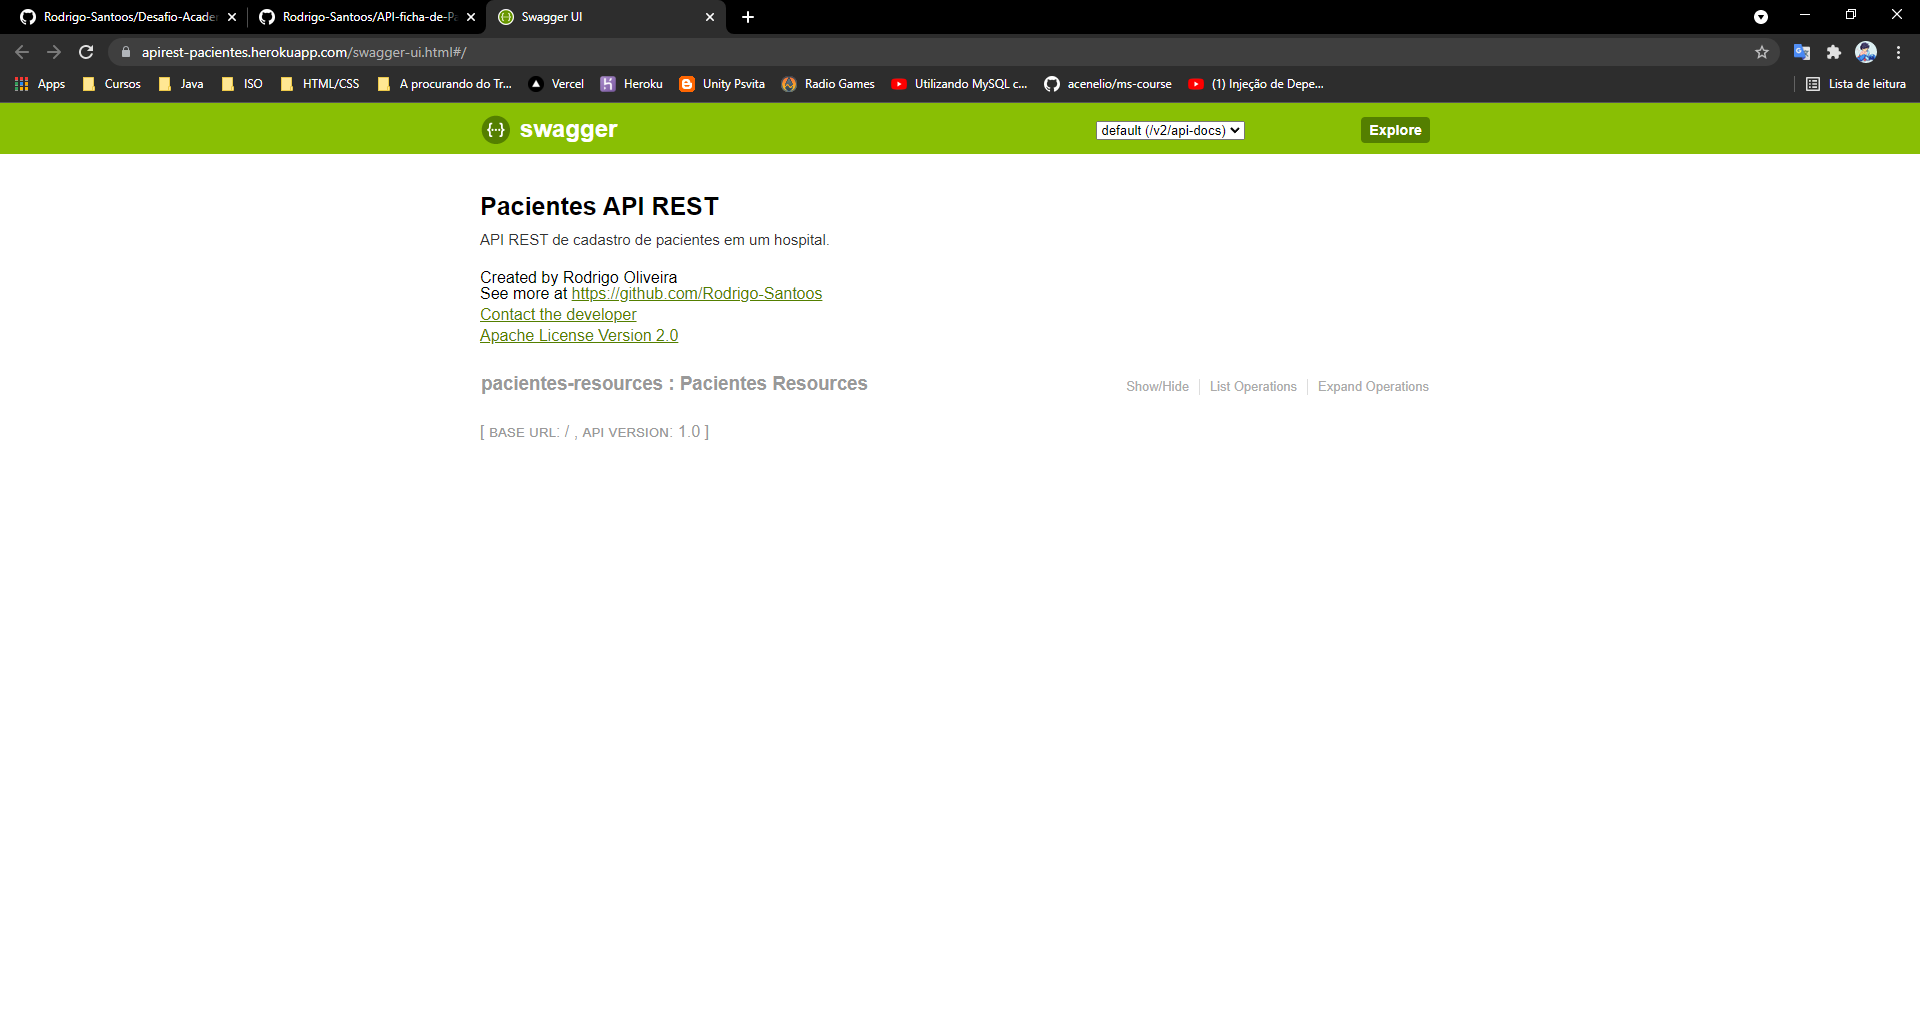 Rodrigo-Santoos/Desafio-Acade
Rodrigo-Santoos/API-ficha-de-Pa
Swagger UI
apirest-pacientes.herokuapp.com/swagger-ui.html#/
Apps
Cursos
Java
ISO
HTML/CSS
A procurando do Tr...
Vercel
Heroku
Unity Psvita
Radio Games
Utilizando MySQL c...
acenelio/ms-course
(1) Injeção de Depe...
Lista de leitura
{···} swagger
default (/v2/api-docs)
Explore
Pacientes API REST
API REST de cadastro de pacientes em um hospital.
Created by Rodrigo Oliveira
See more at https://github.com/Rodrigo-Santoos
Contact the developer
Apache License Version 2.0
pacientes-resources : Pacientes Resources
Show/Hide
List Operations
Expand Operations
[ BASE URL: / , API VERSION: 1.0 ]